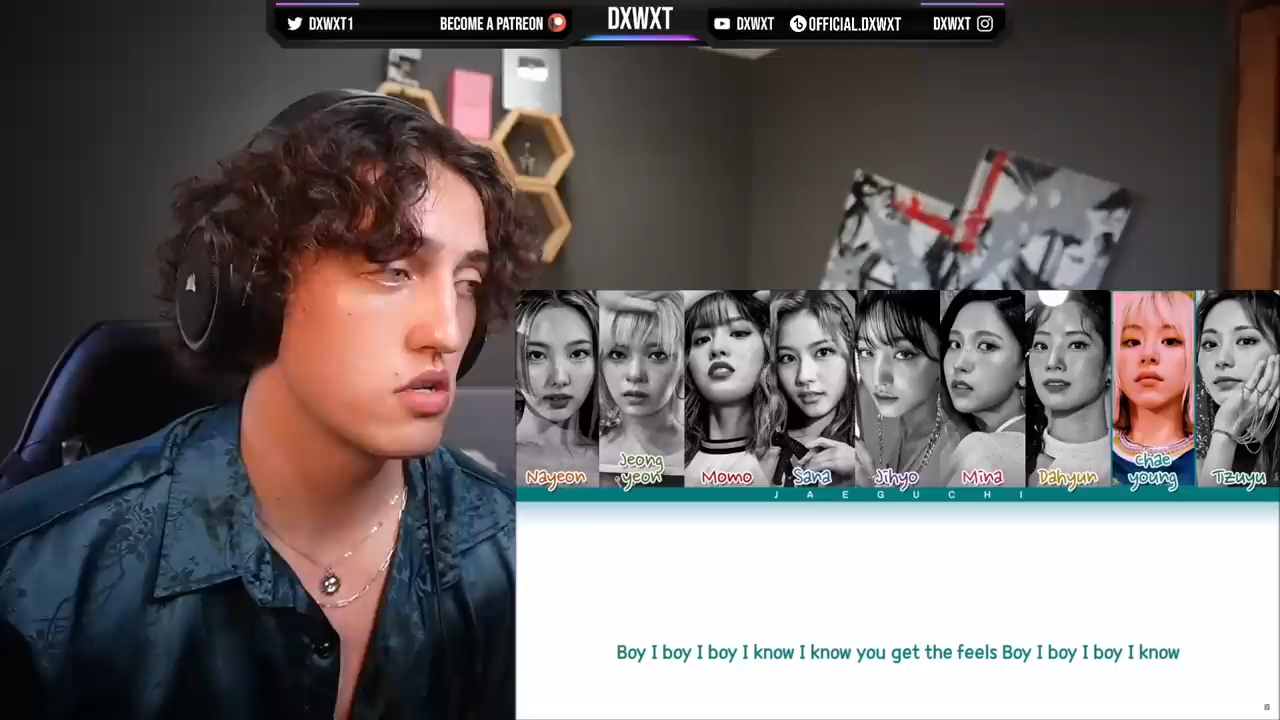 DXWXT1 BECOME A PATREON DXWXT DXWXT OFFICIAL.DXWXT DXWXT
Nayeon Jeong yeon Momo Sana Jihyo Mina Dahyun chae young Tzuyu
J A E G U C H I
Boy I boy I boy I know I know you get the feels Boy I boy I boy I know